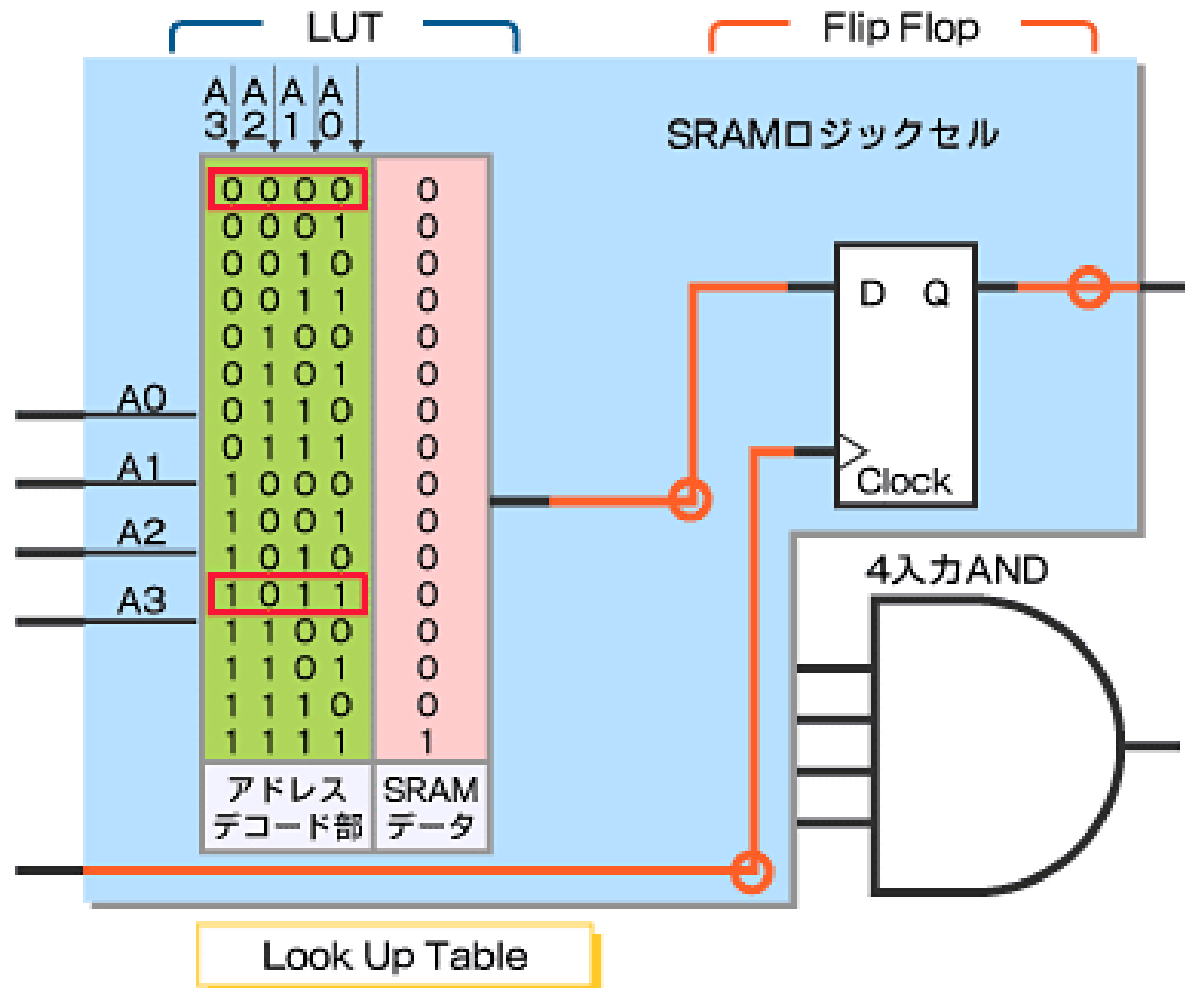 LUT
Flip Flop
A A A A
3 2 1 0
SRAMロジックセル
0 0 0 0 0
0 0 0 1 0
0 0 1 0 0
0 0 1 1 0
0 1 0 0 0
0 1 0 1 0
0 1 1 0 0
0 1 1 1 0
1 0 0 0 0
1 0 0 1 0
1 0 1 0 0
1 0 1 1 0
1 1 0 0 0
1 1 0 1 0
1 1 1 0 0
1 1 1 1 1
アドレス
デコード部
SRAM
データ
A0
A1
A2
A3
D Q
Clock
4入力AND
Look Up Table